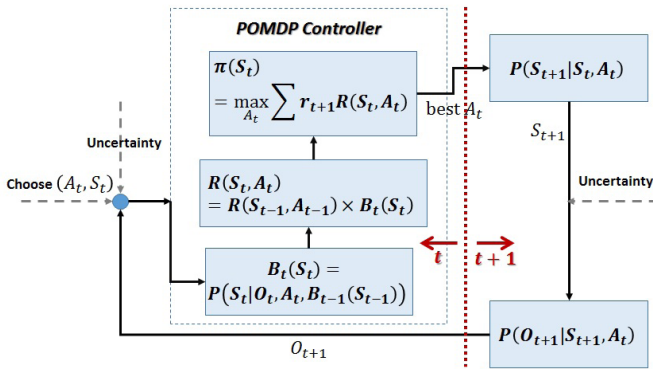 POMDP Controller
π(S_t)
= max_{A_t} ∑ r_{t+1} R(S_t, A_t)
best A_t
P(S_{t+1}|S_t, A_t)
S_{t+1}
Uncertainty
Choose (A_t, S_t)
R(S_t, A_t)
= R(S_{t-1}, A_{t-1}) × B_t(S_t)
Uncertainty
t
t + 1
B_t(S_t) =
P(S_t|O_t, A_t, B_{t-1}(S_{t-1}))
P(O_{t+1}|S_{t+1}, A_t)
O_{t+1}